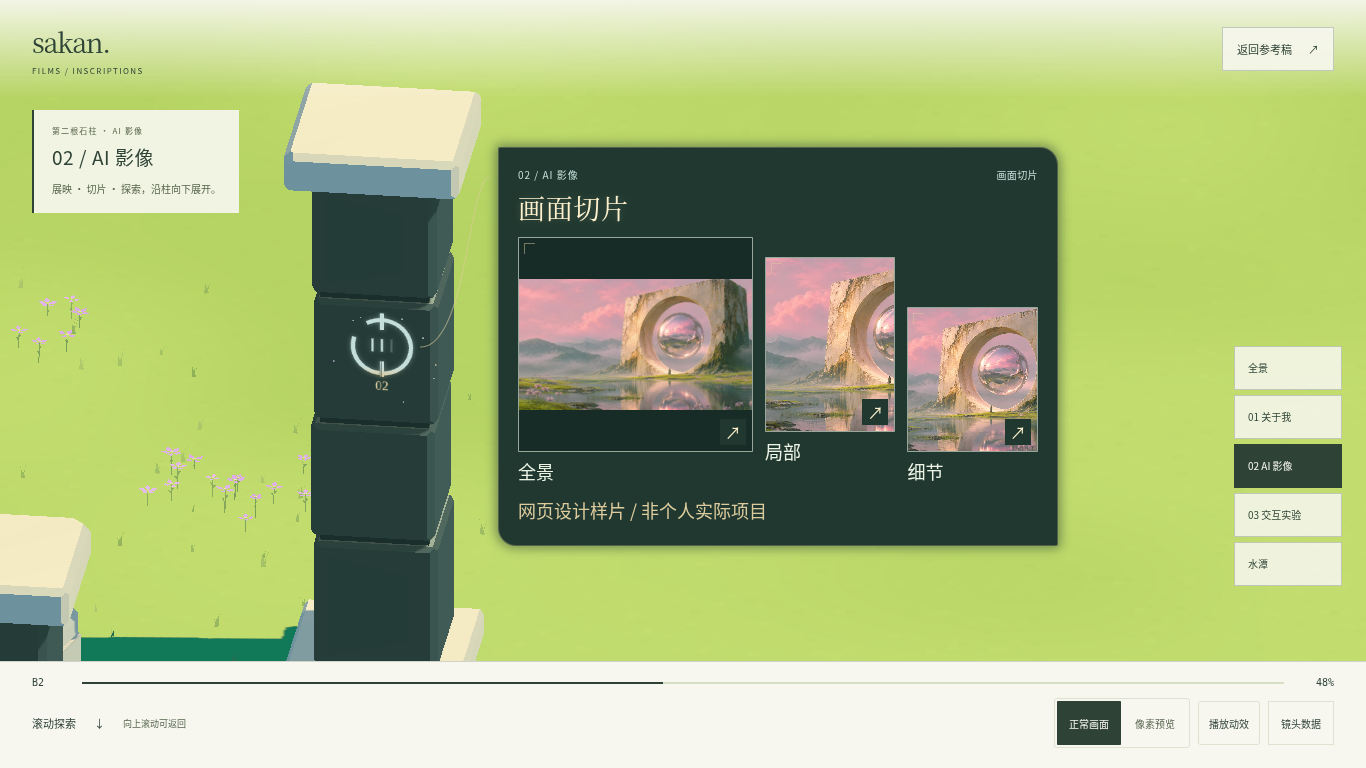 sakan.
FILMS / INSCRIPTIONS
返回参考稿 ↗
第二根石柱 · AI 影像
02 / AI 影像
展映 · 切片 · 探索，沿柱向下展开。
02 / AI 影像
画面切片
画面切片
↗
↗
↗
全景
局部
细节
网页设计样片 / 非个人实际项目
02
全景
01 关于我
02 AI 影像
03 交互实验
水潭
B2
48%
滚动探索 ↓ 向上滚动可返回
正常画面 像素预览 播放动效 镜头数据